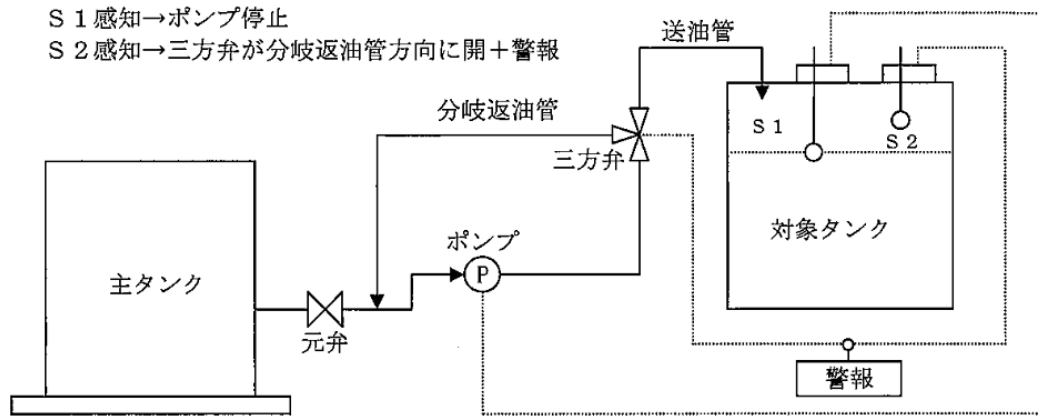 S1感知→ポンプ停止
S2感知→三方弁が分岐返油管方向に開＋警報
送油管
分岐返油管
S1
S2
三方弁
ポンプ
P
対象タンク
主タンク
元弁
警報